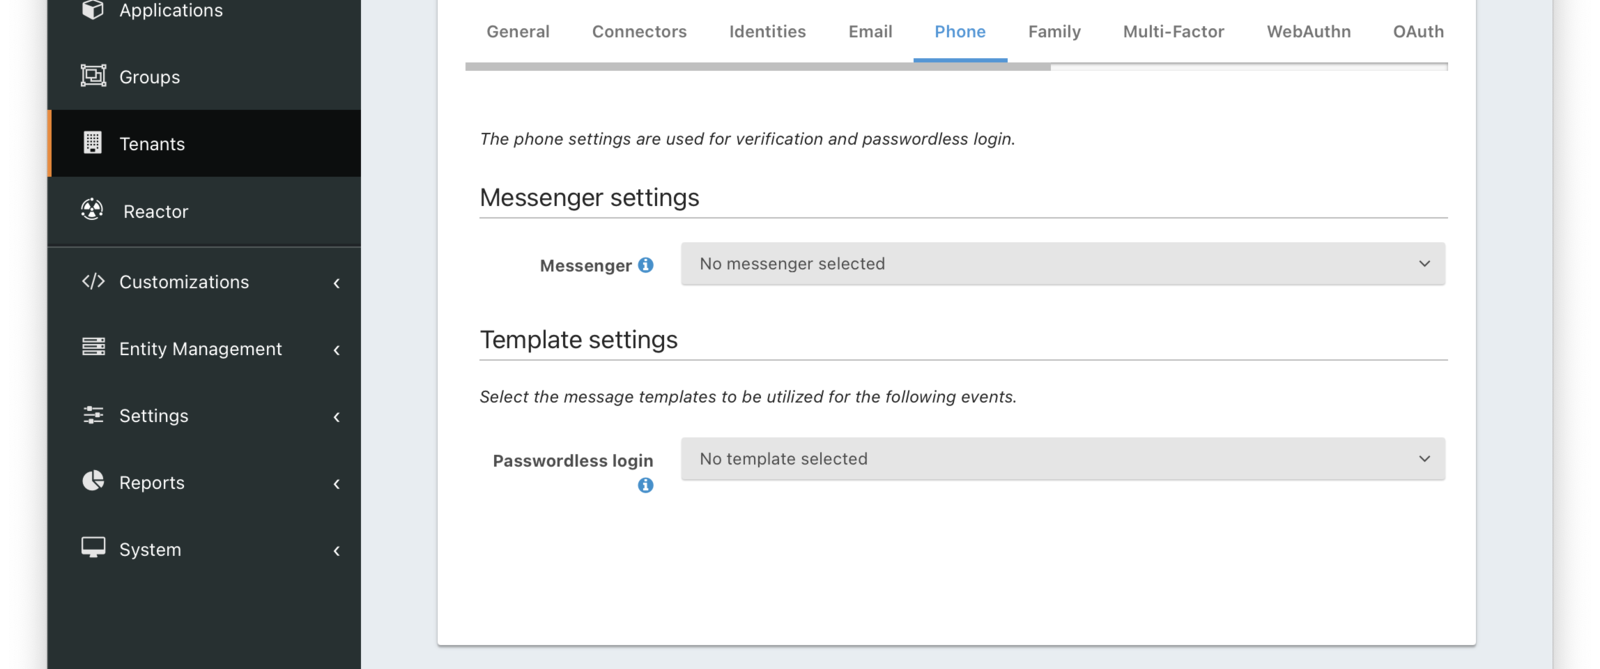 Applications
Groups
Tenants
Reactor
Customizations
Entity Management
Settings
Reports
System
General Connectors Identities Email Phone Family Multi-Factor WebAuthn OAuth
The phone settings are used for verification and passwordless login.
Messenger settings
Messenger No messenger selected
Template settings
Select the message templates to be utilized for the following events.
Passwordless login No template selected